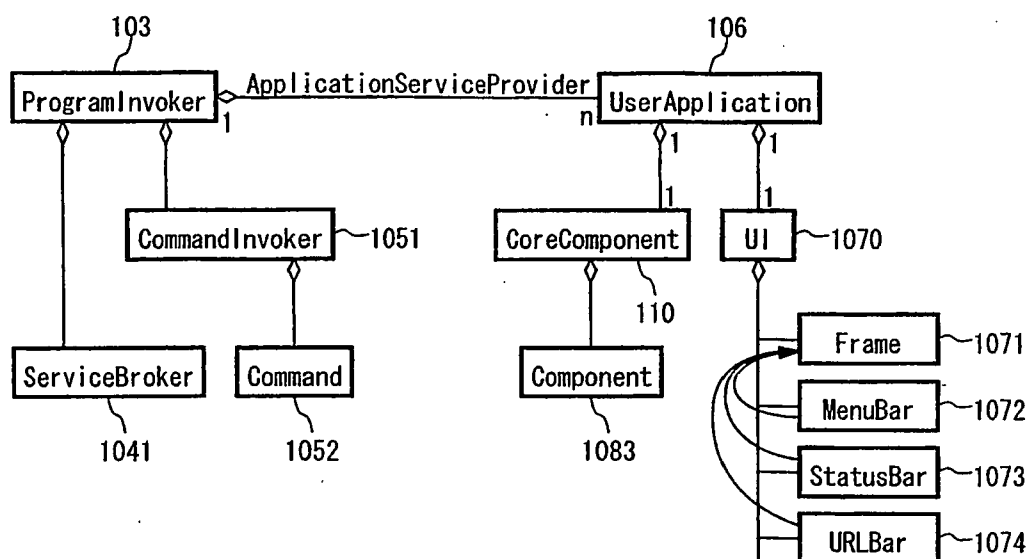 103
106
ProgramInvoker
ApplicationServiceProvider
UserApplication
1
n
1
1
1
1
CommandInvoker
1051
CoreComponent
UI
1070
110
ServiceBroker
Command
Component
Frame
1071
MenuBar
1072
1041
1052
1083
StatusBar
1073
URLBar
1074